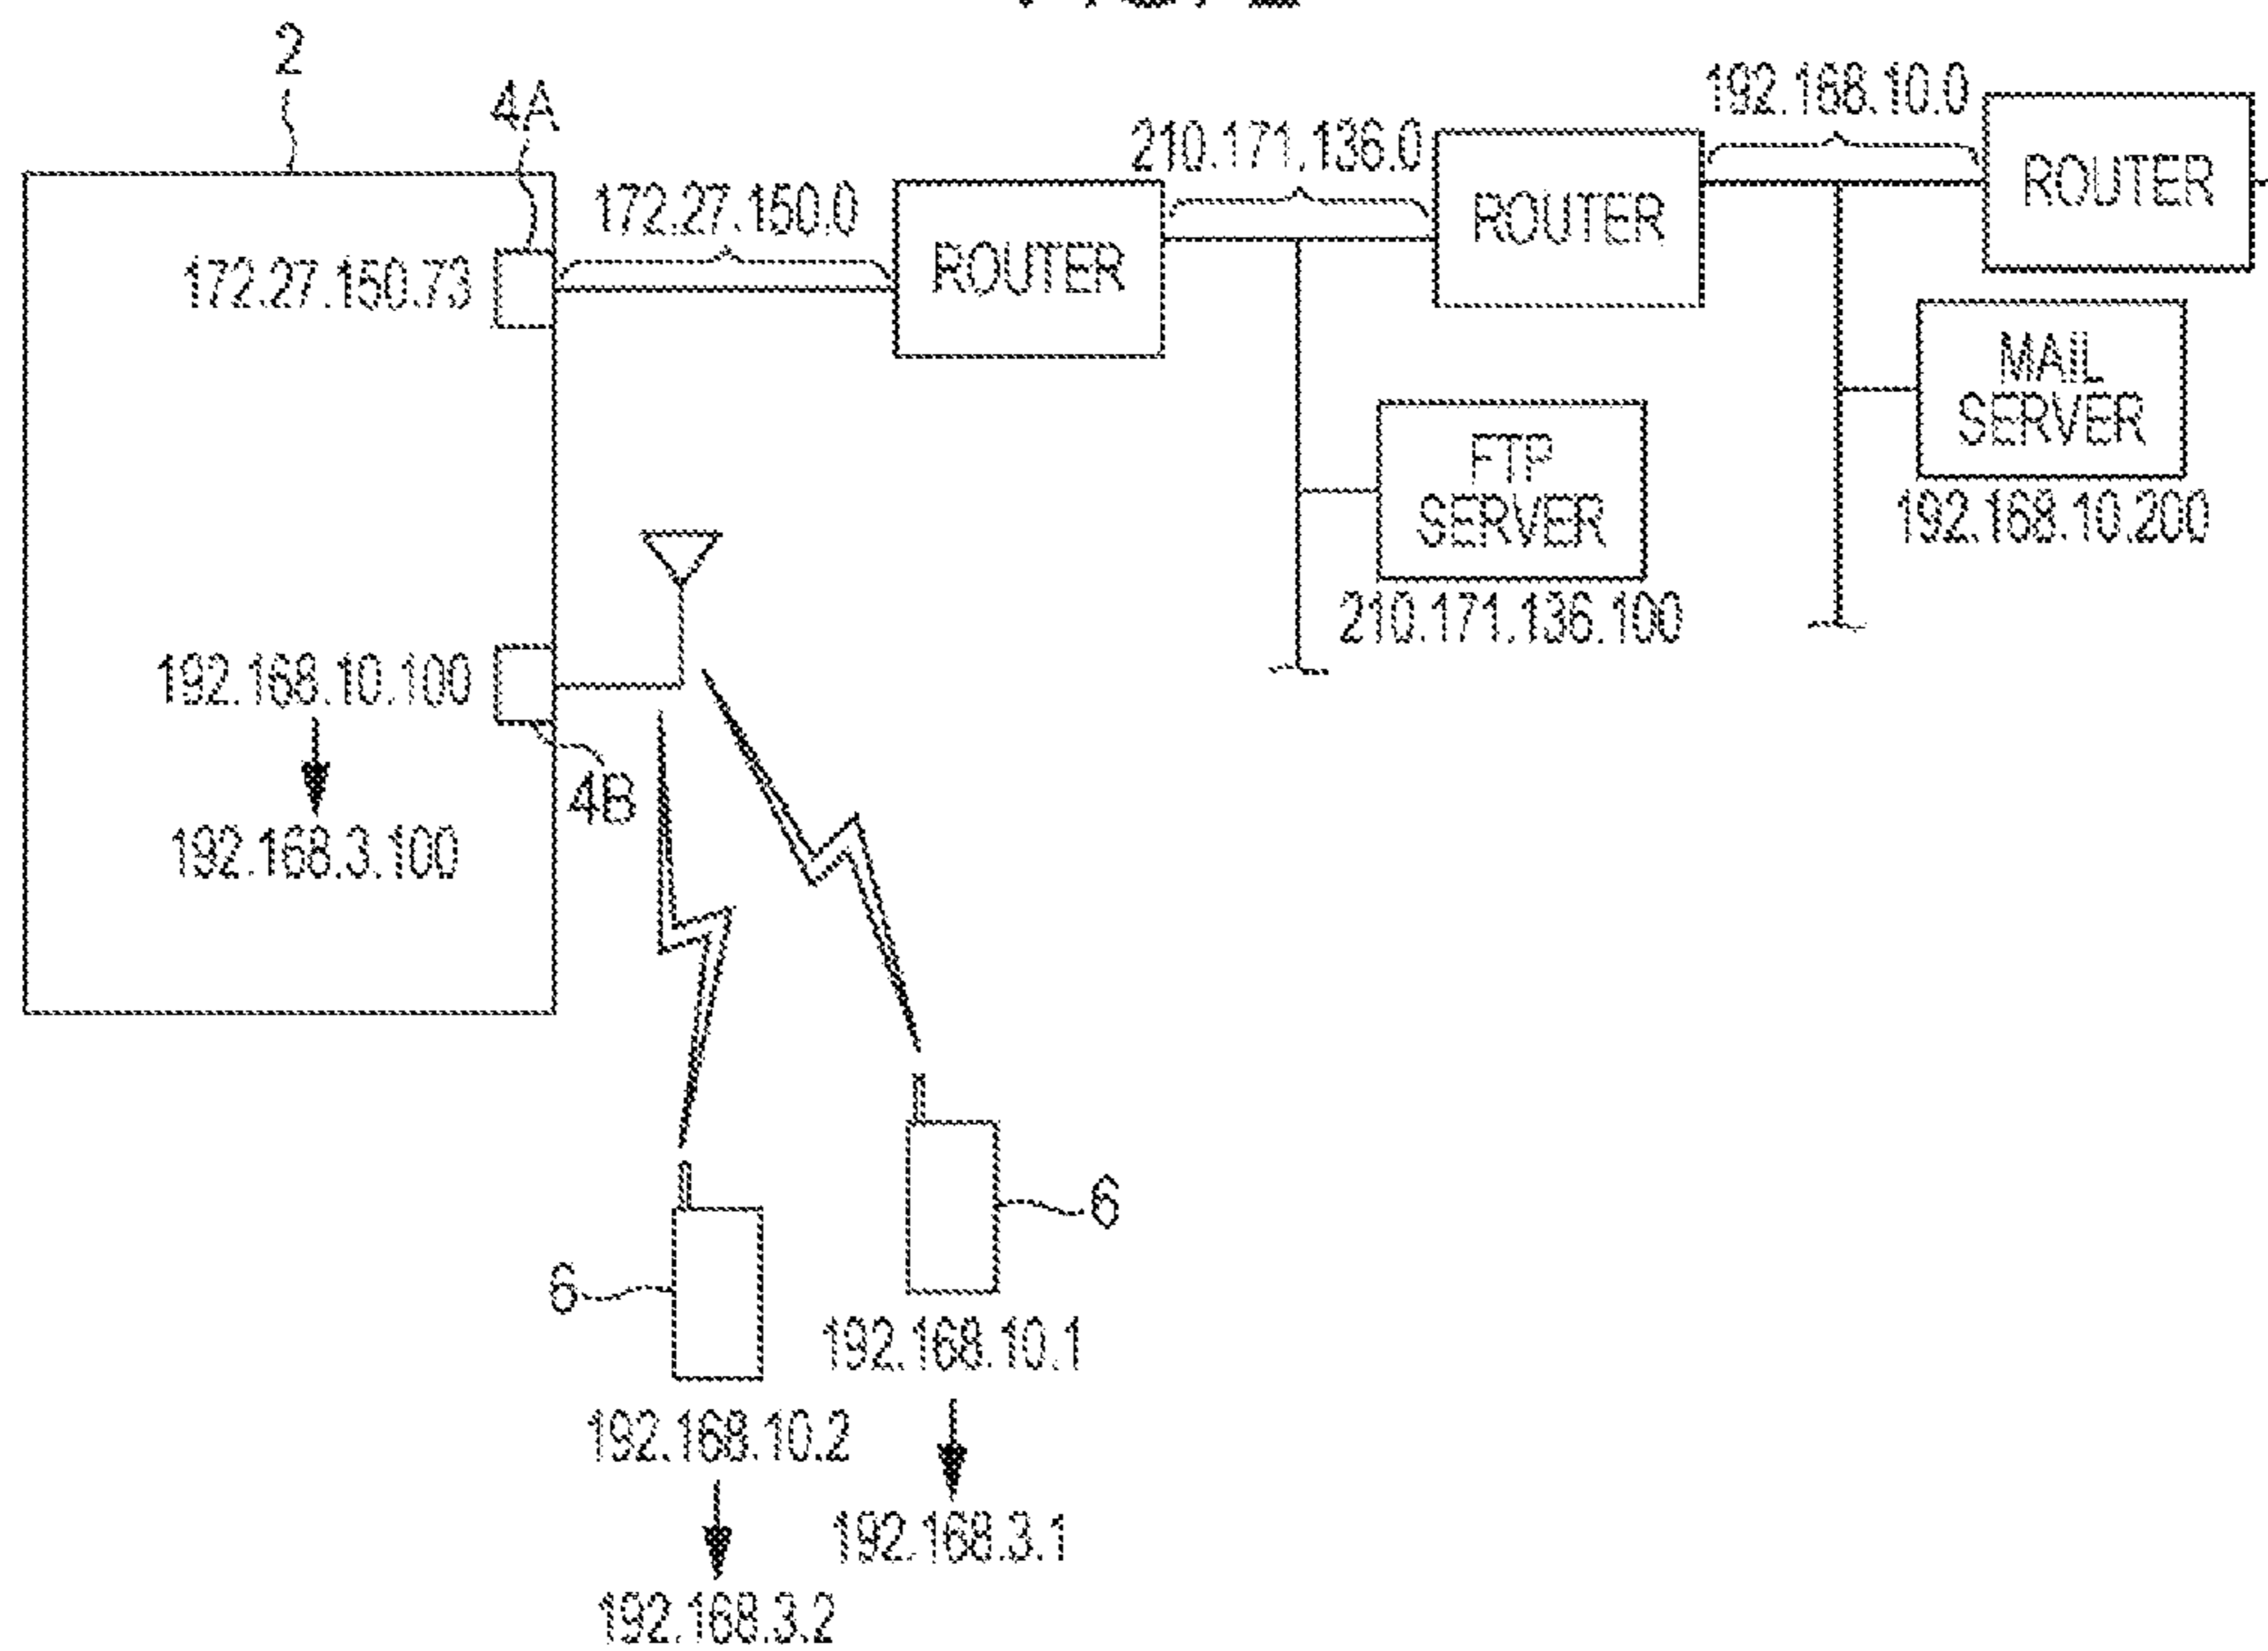 2
4A
192.168.10.0
210.171.136.0
ROUTER
172.27.150.0
ROUTER
172.27.150.73
ROUTER
MAIL
SERVER
192.168.10.200
FTP
SERVER
210.171.136.100
192.168.10.100
4B
192.168.3.100
6
6
192.168.10.1
192.168.10.2
192.168.3.1
192.168.3.2